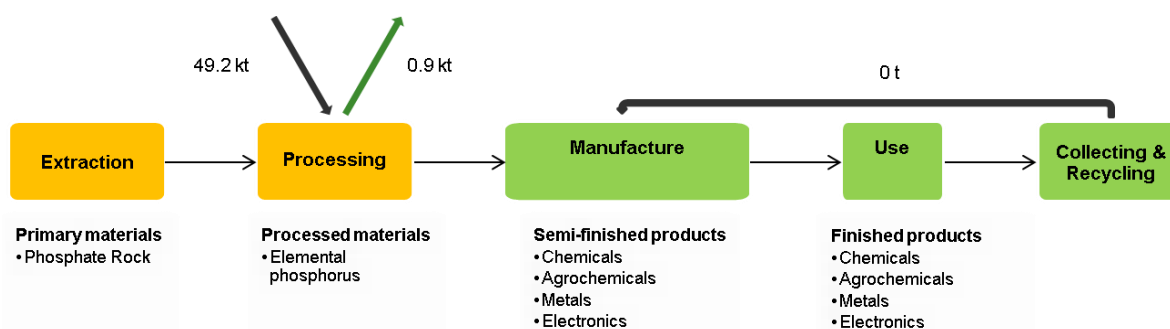 49.2 kt
0.9 kt
0 t
Extraction
Processing
Manufacture
Use
Collecting &
Recycling
Primary materials
• Phosphate Rock
Processed materials
• Elemental
phosphorus
Semi-finished products
• Chemicals
• Agrochemicals
• Metals
• Electronics
Finished products
• Chemicals
• Agrochemicals
• Metals
• Electronics